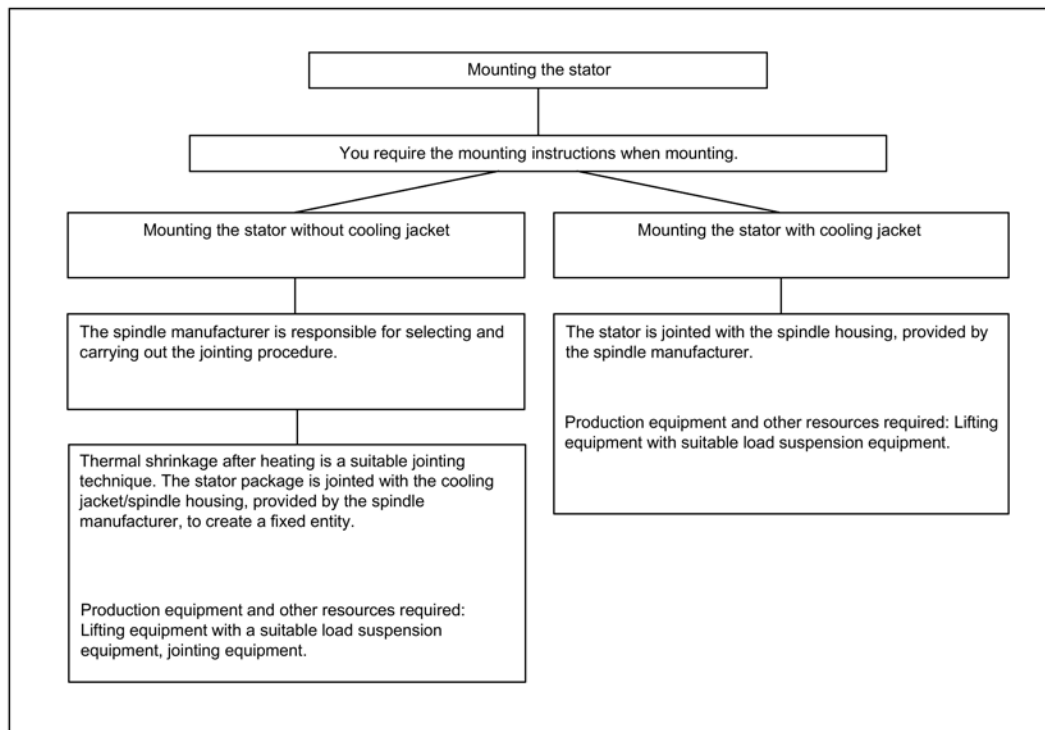 Mounting the stator
You require the mounting instructions when mounting.
Mounting the stator without cooling jacket
Mounting the stator with cooling jacket
The spindle manufacturer is responsible for selecting and
carrying out the jointing procedure.
The stator is jointed with the spindle housing, provided by
the spindle manufacturer.
Production equipment and other resources required: Lifting
equipment with suitable load suspension equipment.
Thermal shrinkage after heating is a suitable jointing
technique. The stator package is jointed with the cooling
jacket/spindle housing, provided by the spindle
manufacturer, to create a fixed entity.
Production equipment and other resources required:
Lifting equipment with a suitable load suspension
equipment, jointing equipment.